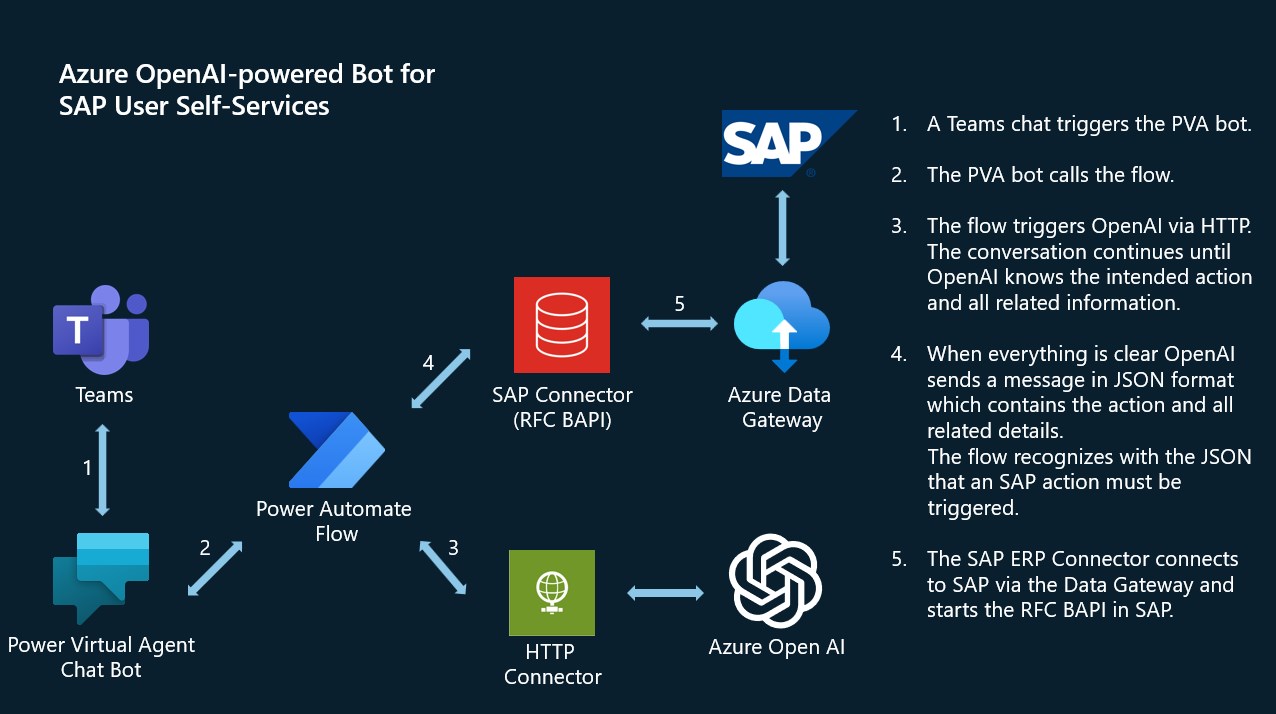 Azure OpenAI-powered Bot for
SAP User Self-Services
SAP
®
1. A Teams chat triggers the PVA bot.
2. The PVA bot calls the flow.
3. The flow triggers OpenAI via HTTP.
The conversation continues until
OpenAI knows the intended action
and all related information.
4. When everything is clear OpenAI
sends a message in JSON format
which contains the action and all
related details.
The flow recognizes with the JSON
that an SAP action must be
triggered.
5. The SAP ERP Connector connects
to SAP via the Data Gateway and
starts the RFC BAPI in SAP.
T
Teams
1
Power Virtual Agent
Chat Bot
2
Power Automate
Flow
4
SAP Connector
(RFC BAPI)
5
Azure Data
Gateway
3
HTTP
Connector
Azure Open AI